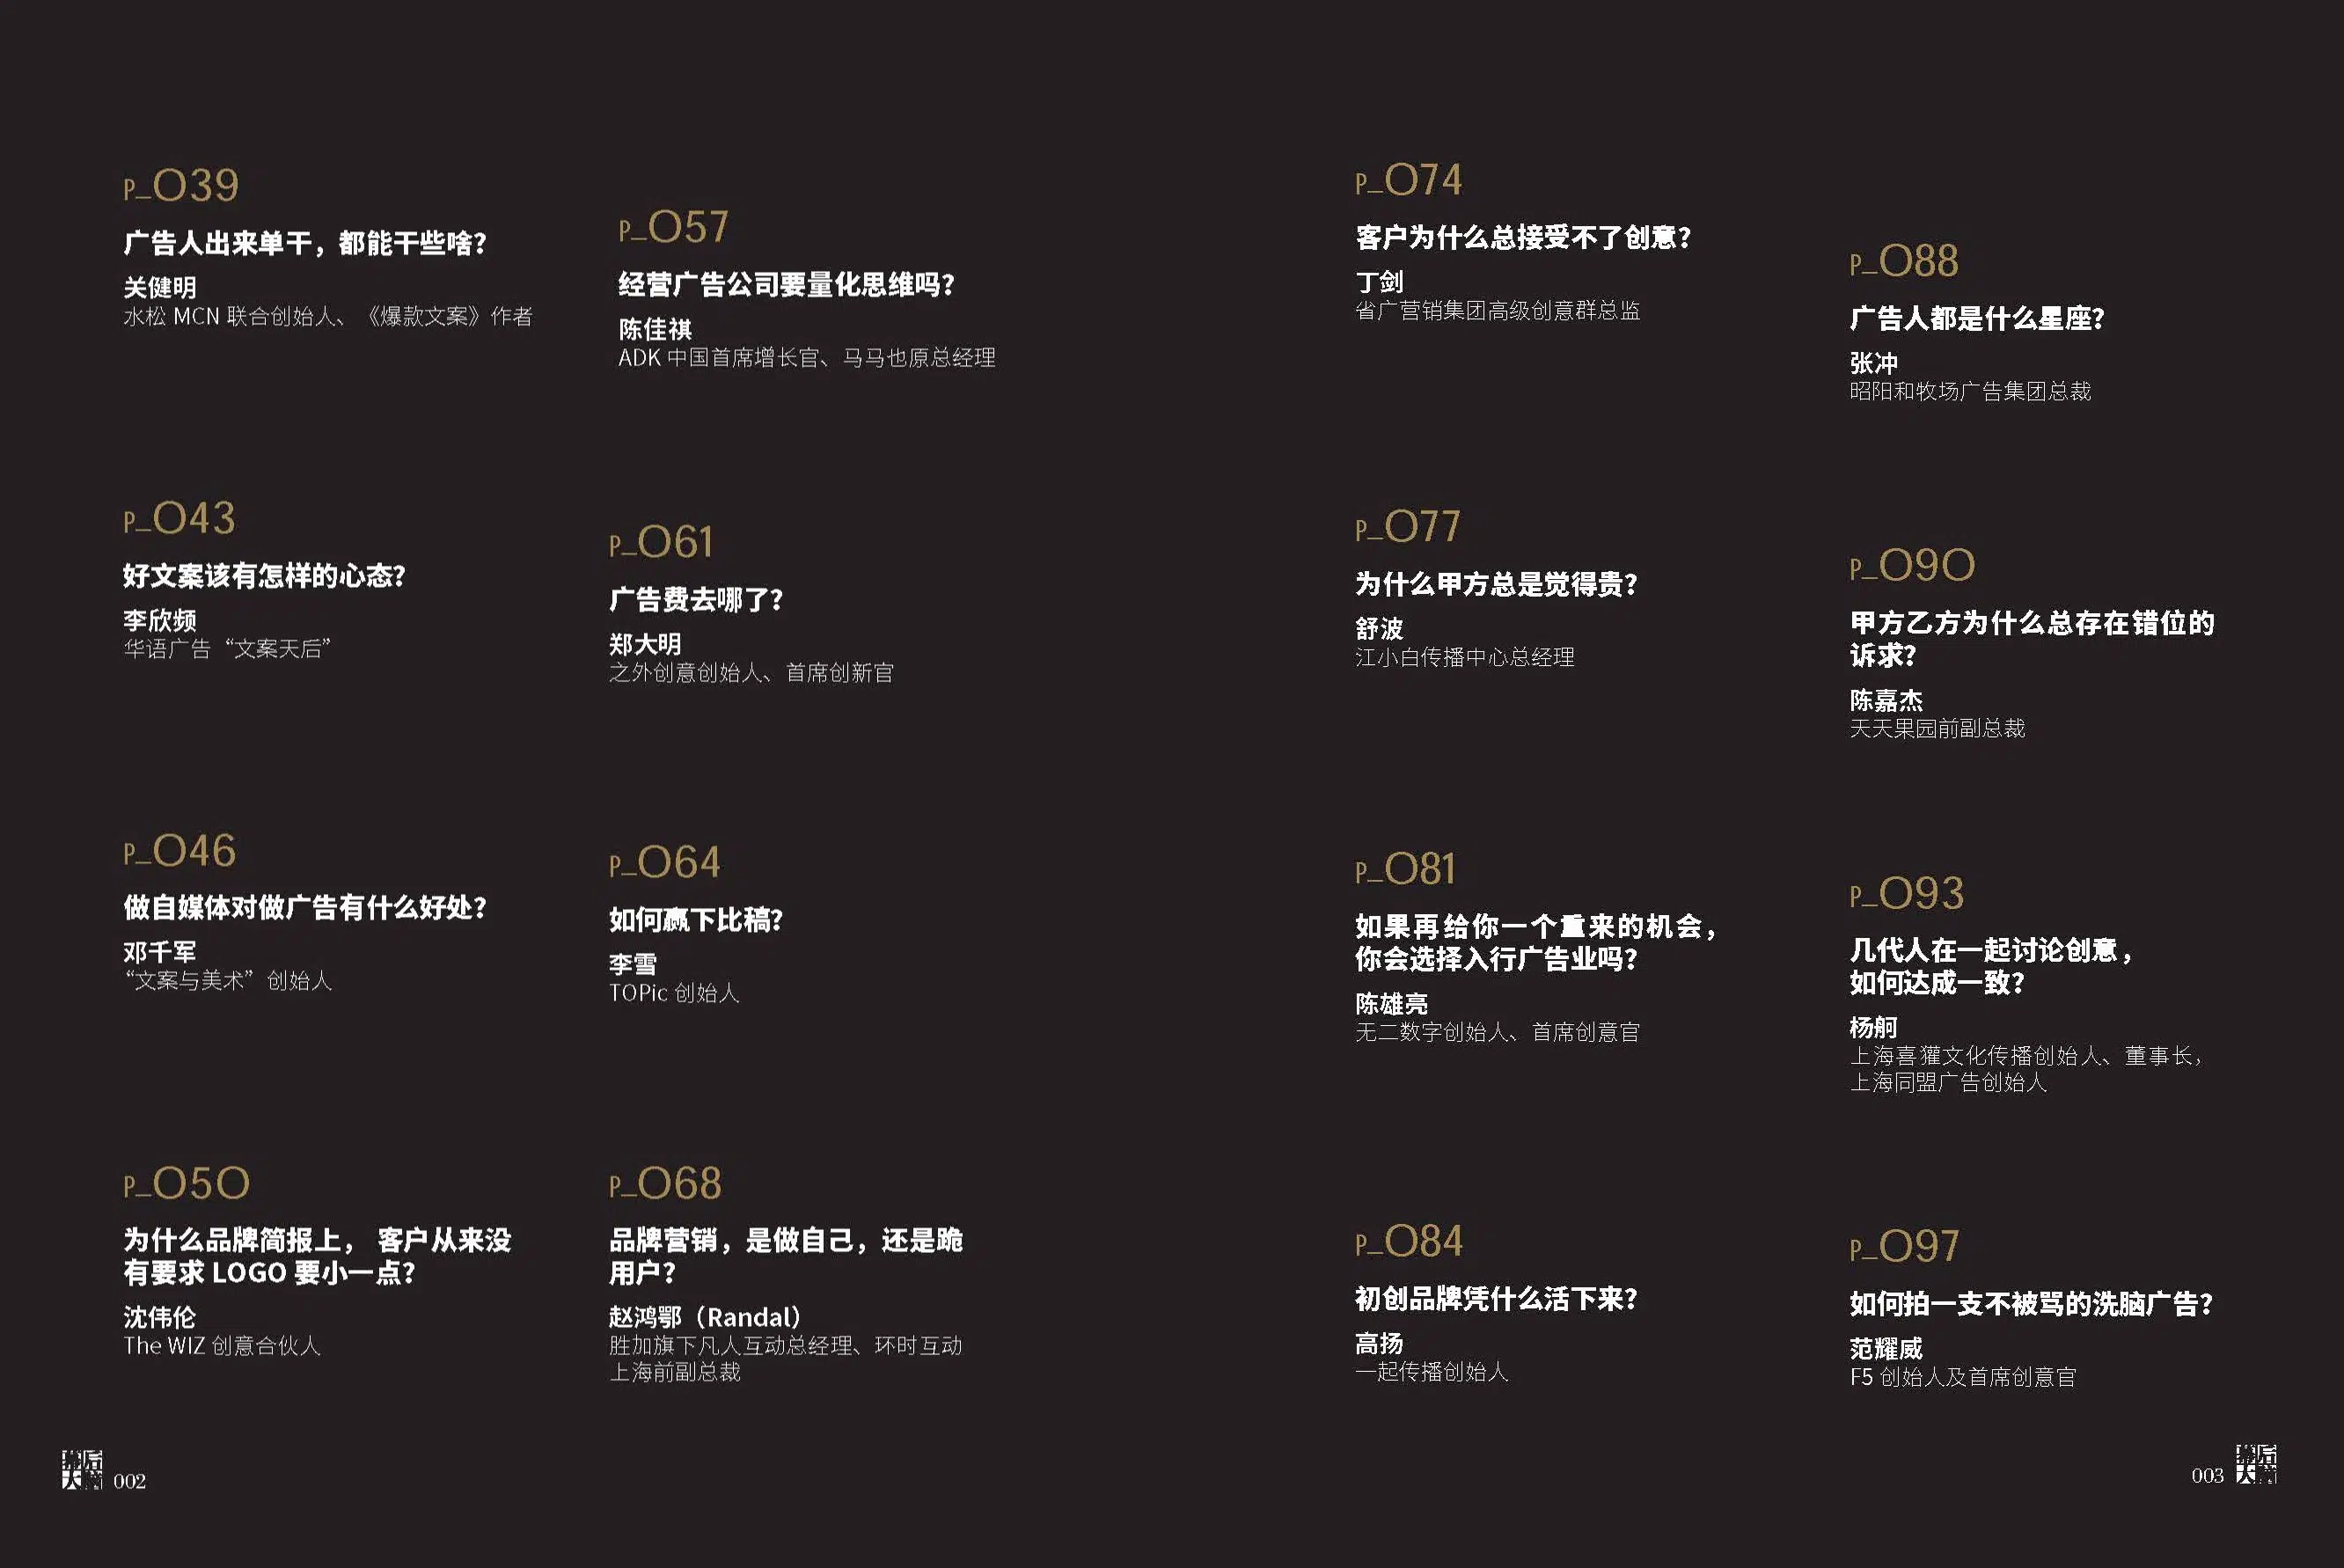 P_039
广告人出来单干，都能干些啥？
关健明
水松 MCN 联合创始人、《爆款文案》作者
P_043
好文案该有怎样的心态？
李欣频
华语广告“文案天后”
P_046
做自媒体对做广告有什么好处？
邓千军
“文案与美术”创始人
P_050
为什么品牌简报上， 客户从来没
有要求 LOGO 要小一点？
沈伟伦
The WIZ 创意合伙人
P_057
经营广告公司要量化思维吗？
陈佳祺
ADK 中国首席增长官、马马也原总经理
P_061
广告费去哪了？
郑大明
之外创意创始人、首席创新官
P_064
如何赢下比稿？
李雪
TOPic 创始人
P_068
品牌营销，是做自己，还是跪
用户？
赵鸿鄂（Randal）
胜加旗下凡人互动总经理、环时互动
上海前副总裁
002
P_074
客户为什么总接受不了创意？
丁剑
省广营销集团高级创意群总监
P_077
为什么甲方总是觉得贵？
舒波
江小白传播中心总经理
P_081
如果再给你一个重来的机会，
你会选择入行广告业吗？
陈雄亮
无二数字创始人、首席创意官
P_084
初创品牌凭什么活下来？
高扬
一起传播创始人
P_088
广告人都是什么星座？
张冲
昭阳和牧场广告集团总裁
P_090
甲方乙方为什么总存在错位的
诉求？
陈嘉杰
天天果园前副总裁
P_093
几代人在一起讨论创意，
如何达成一致？
杨舸
上海喜獾文化传播创始人、董事长，
上海同盟广告创始人
P_097
如何拍一支不被骂的洗脑广告？
范耀威
F5 创始人及首席创意官
003